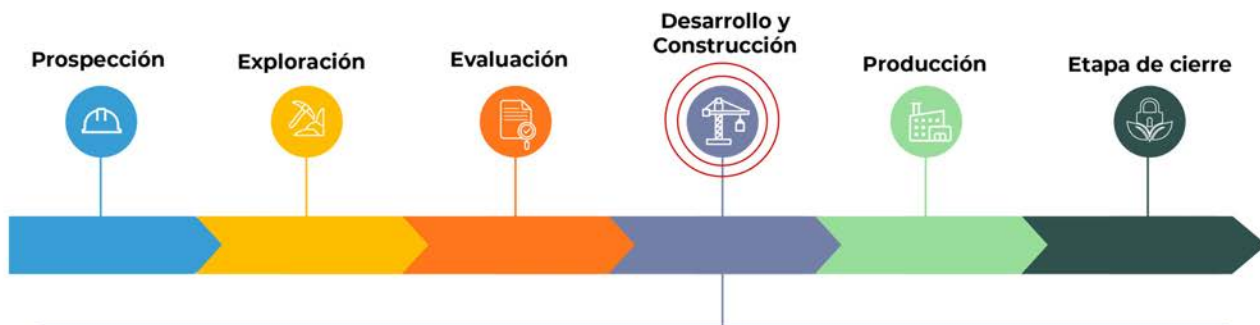 Prospección
Exploración
Evaluación
Desarrollo y
Construcción
Producción
Etapa de cierre